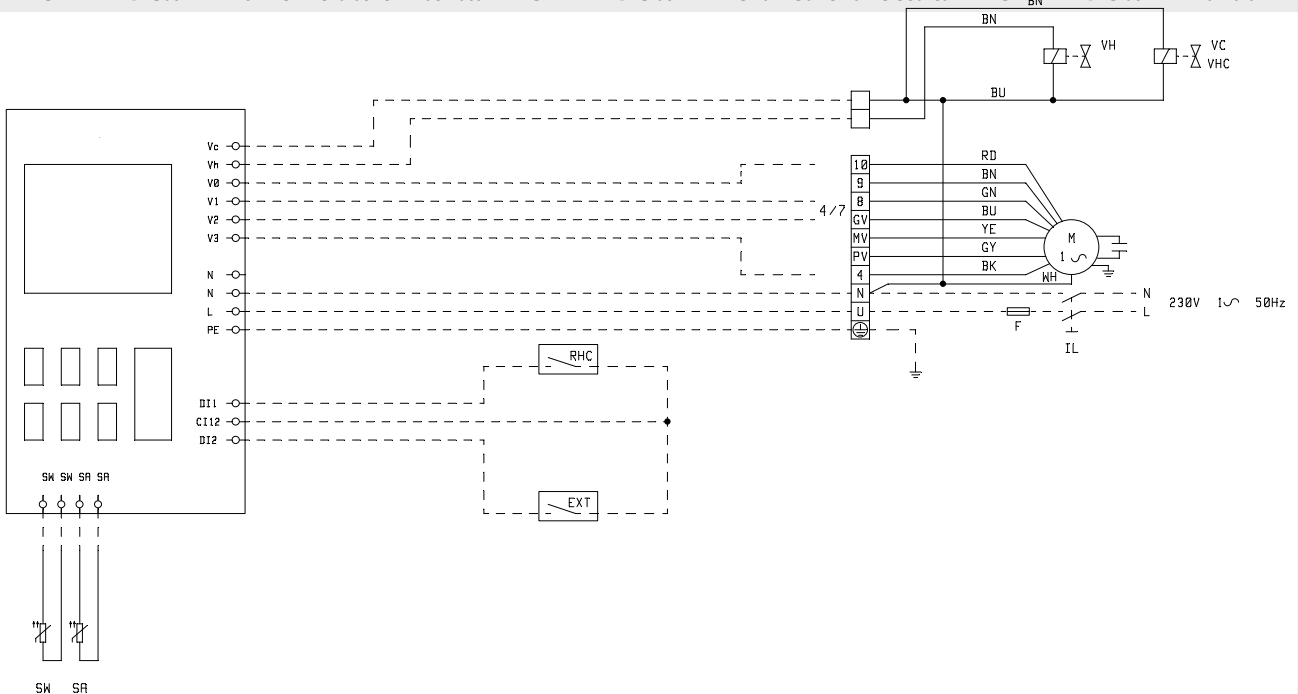 BN
BN
VH
VC
VHC
BU
Vc
Vh
V0
V1
V2
V3
N
N
L
PE
4/7
10
9
8
GV
MV
PV
4
N
U
RD
BN
GN
BU
YE
GY
BK
WH
M
1
N
L
230V 1 50Hz
F
IL
RHC
DI1
CI12
DI2
EXT
SW SW SA SA
SW SA